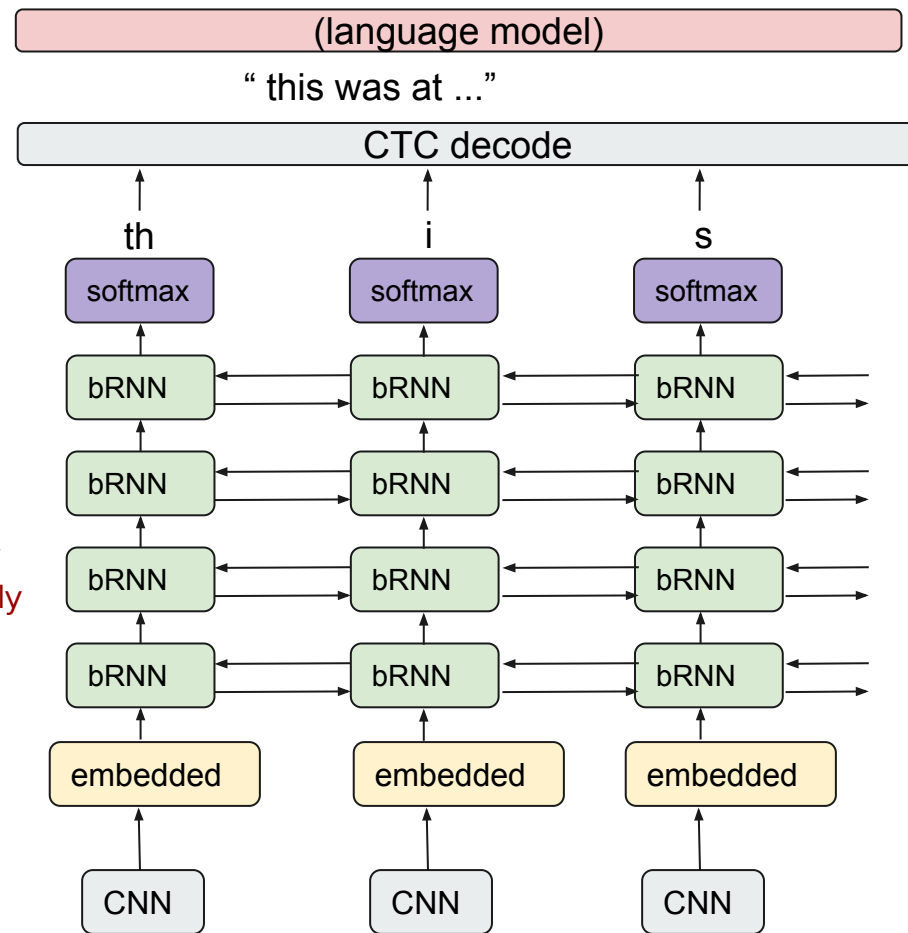 (language model)
“ this was at ...”
CTC decode
th i s
softmax softmax softmax
bRNN bRNN bRNN
bRNN bRNN bRNN
bRNN bRNN bRNN
bRNN bRNN bRNN
embedded embedded embedded
CNN CNN CNN